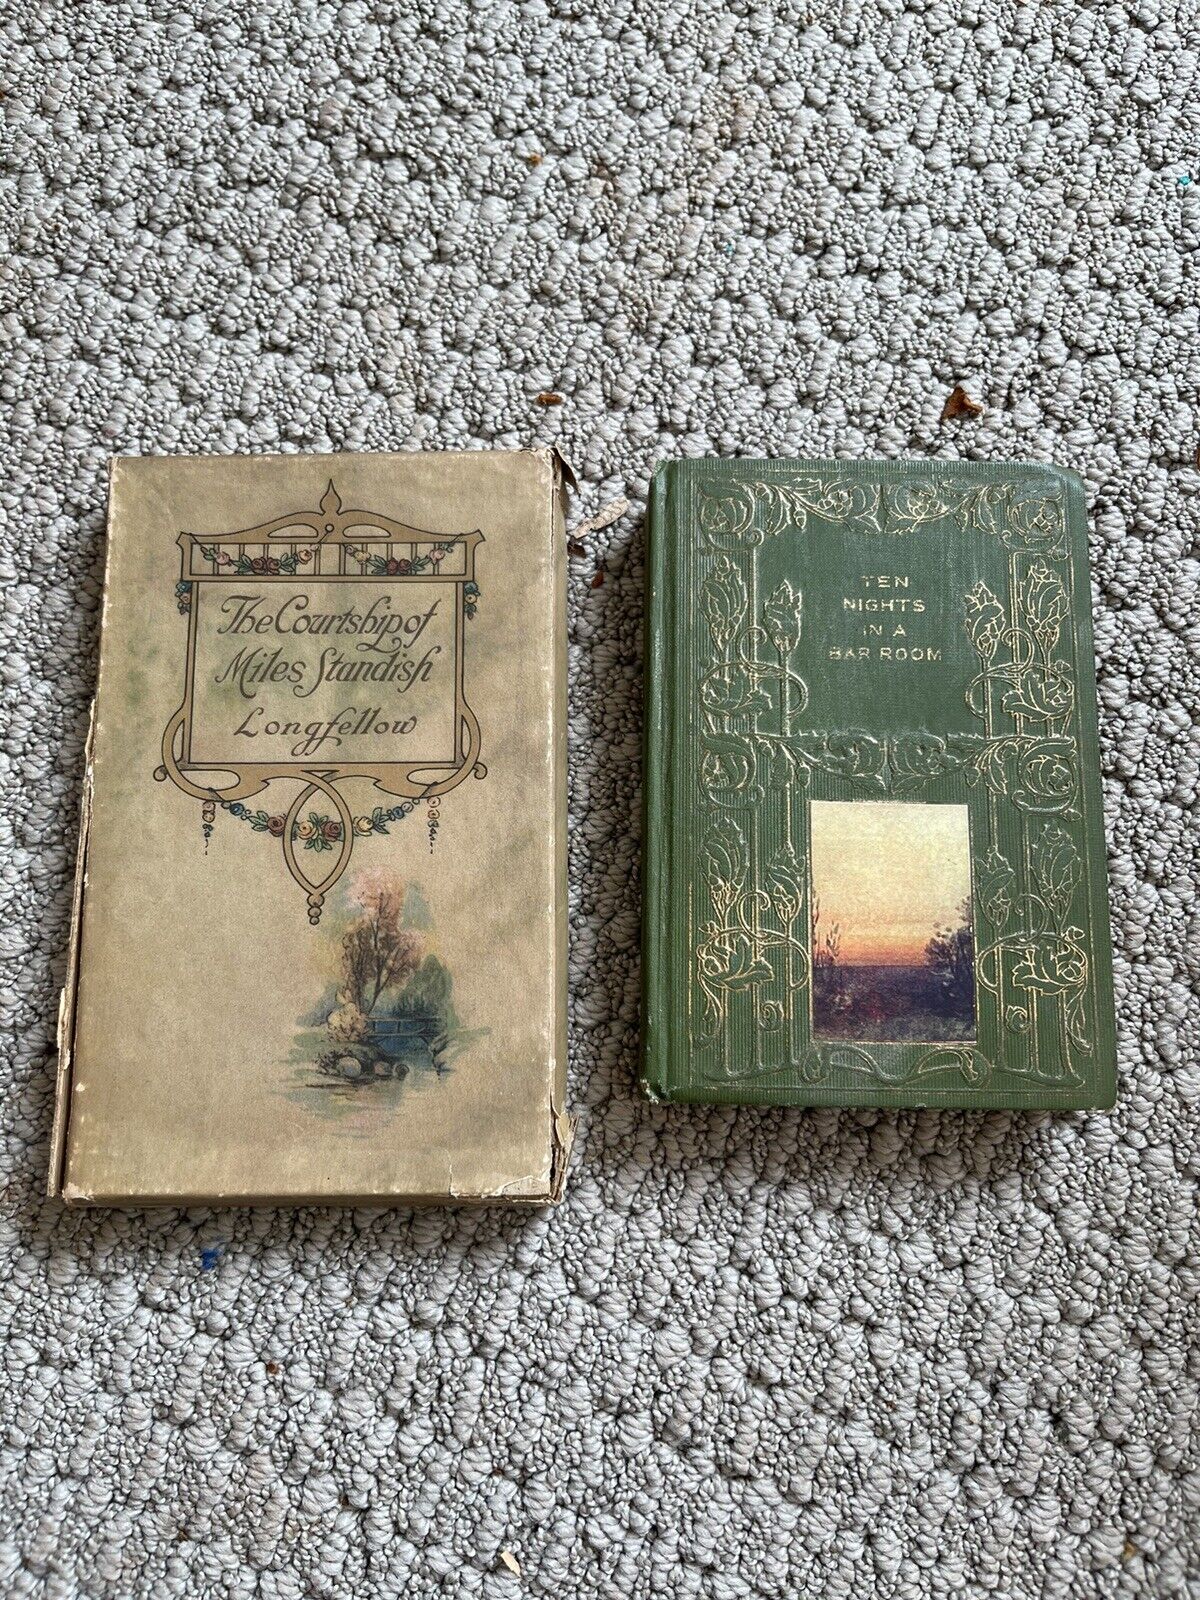 The Courtship of
Miles Standish
Longfellow
TEN
NIGHTS
IN A
BAR ROOM